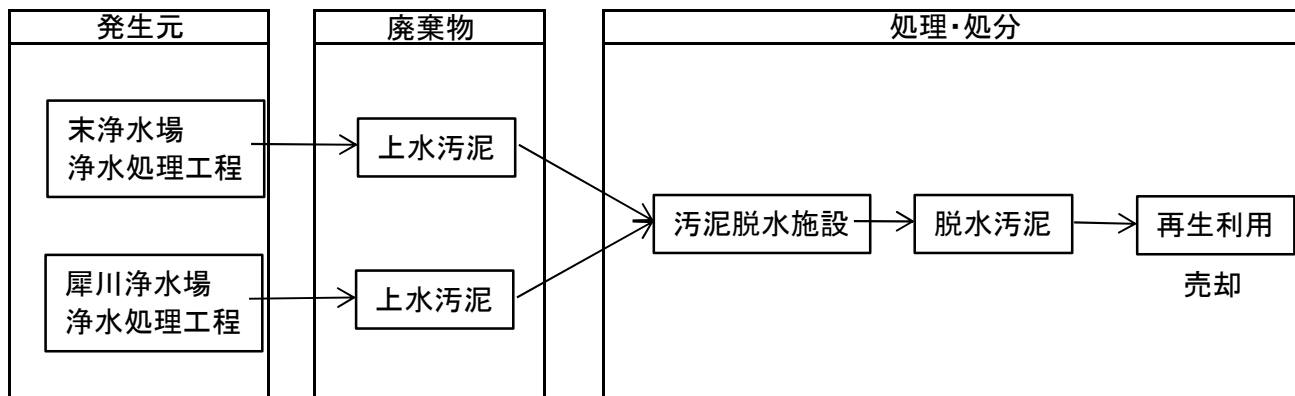 発生元
廃棄物
処理・処分
末浄水場
浄水処理工程
上水汚泥
汚泥脱水施設
脱水汚泥
再生利用
売却
犀川浄水場
浄水処理工程
上水汚泥